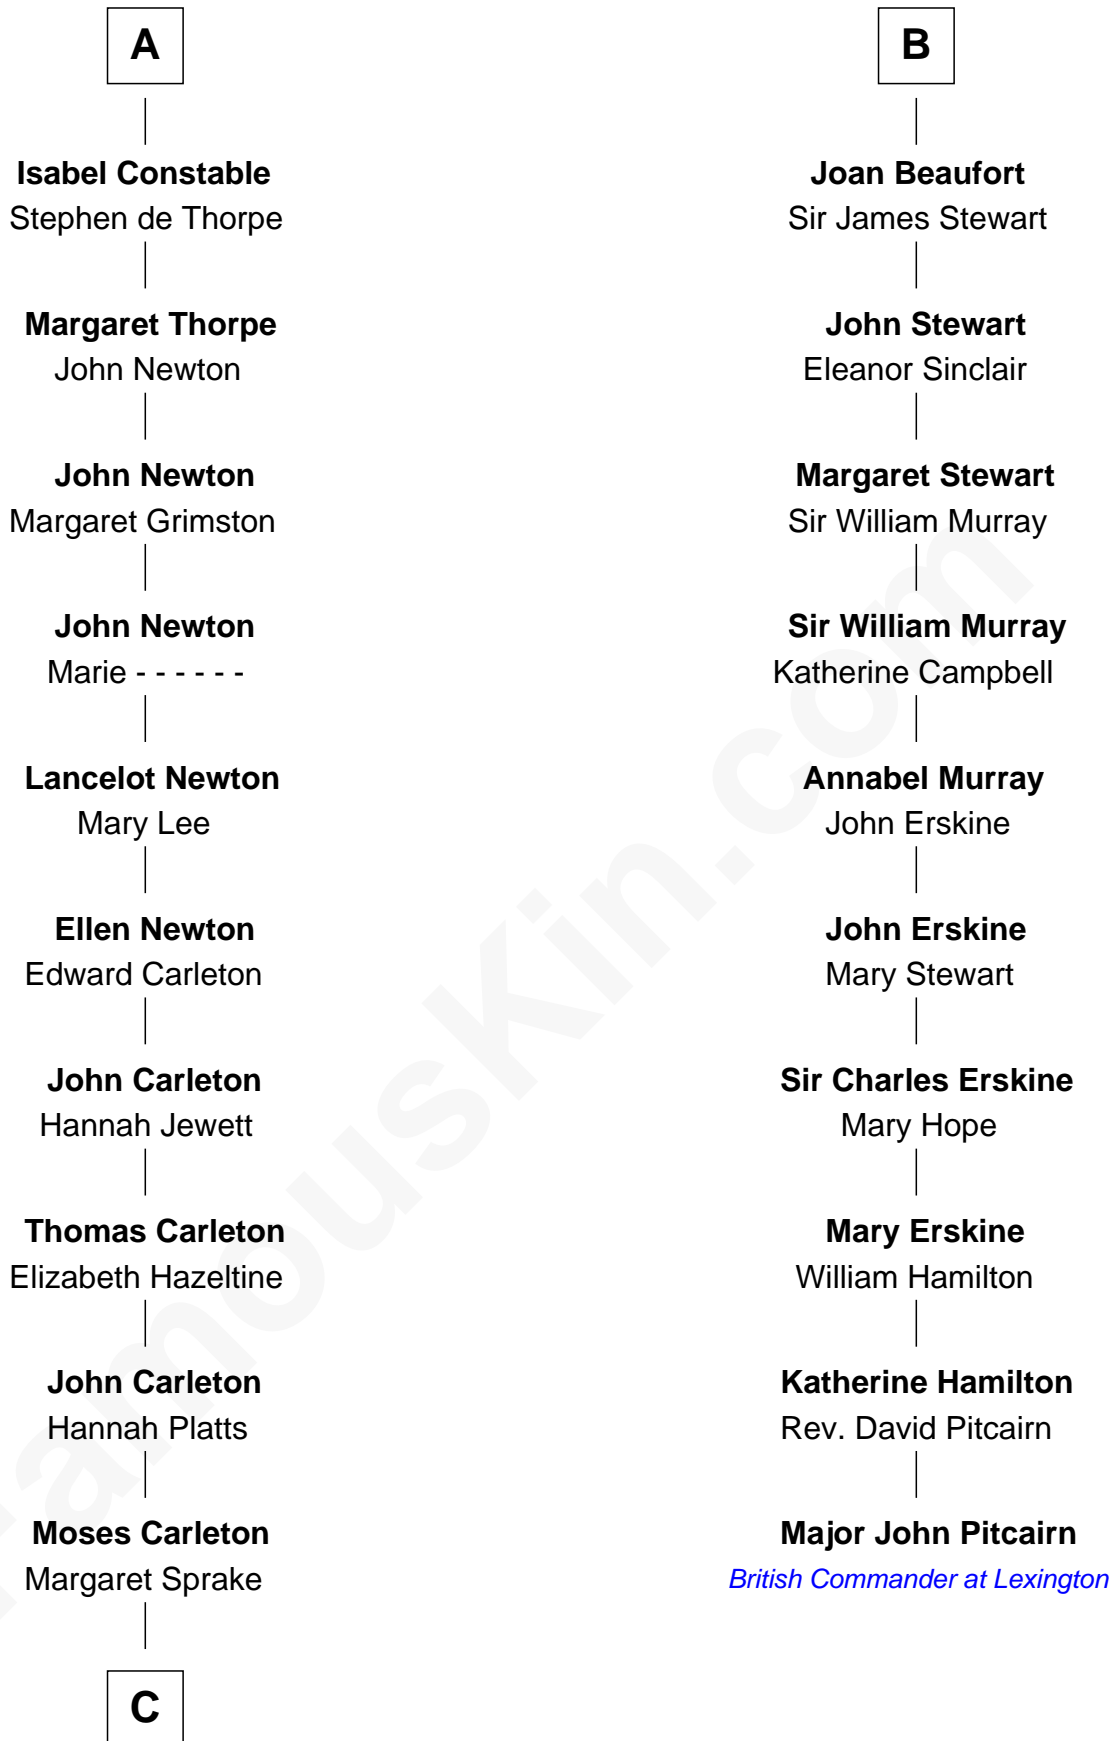 A
Isabel Constable
Stephen de Thorpe
Margaret Thorpe
John Newton
John Newton
Margaret Grimston
John Newton
Marie - - - - - -
Lancelot Newton
Mary Lee
Ellen Newton
Edward Carleton
John Carleton
Hannah Jewett
Thomas Carleton
Elizabeth Hazeltine
John Carleton
Hannah Platts
Moses Carleton
Margaret Sprake
C
B
Joan Beaufort
Sir James Stewart
John Stewart
Eleanor Sinclair
Margaret Stewart
Sir William Murray
Sir William Murray
Katherine Campbell
Annabel Murray
John Erskine
John Erskine
Mary Stewart
Sir Charles Erskine
Mary Hope
Mary Erskine
William Hamilton
Katherine Hamilton
Rev. David Pitcairn
Major John Pitcairn
British Commander at Lexington
FamousKin.com